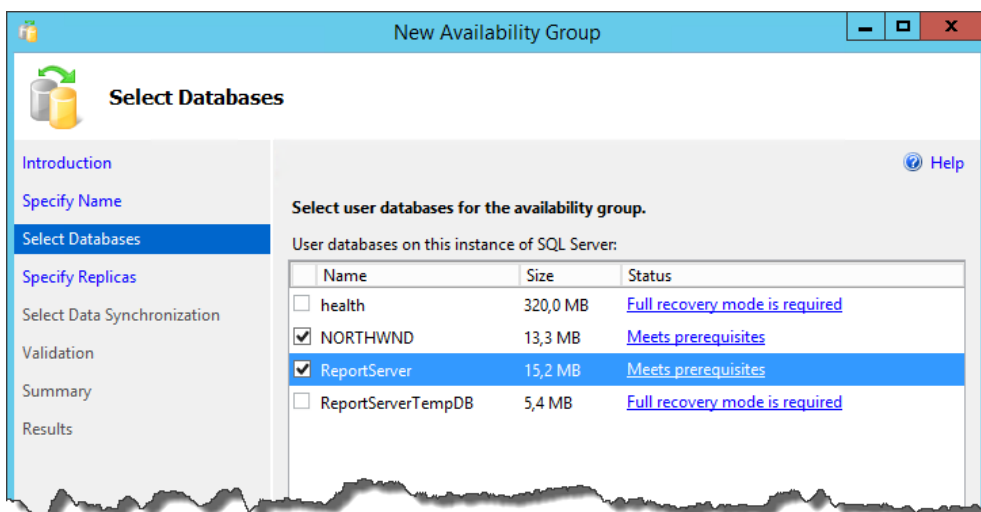 New Availability Group
Select Databases
Introduction
Help
Specify Name
Select Databases
Specify Replicas
Select Data Synchronization
Validation
Summary
Results
Select user databases for the availability group.
User databases on this instance of SQL Server:
Name Size Status
health 320,0 MB Full recovery mode is required
NORTHWND 13,3 MB Meets prerequisites
ReportServer 15,2 MB Meets prerequisites
ReportServerTempDB 5,4 MB Full recovery mode is required